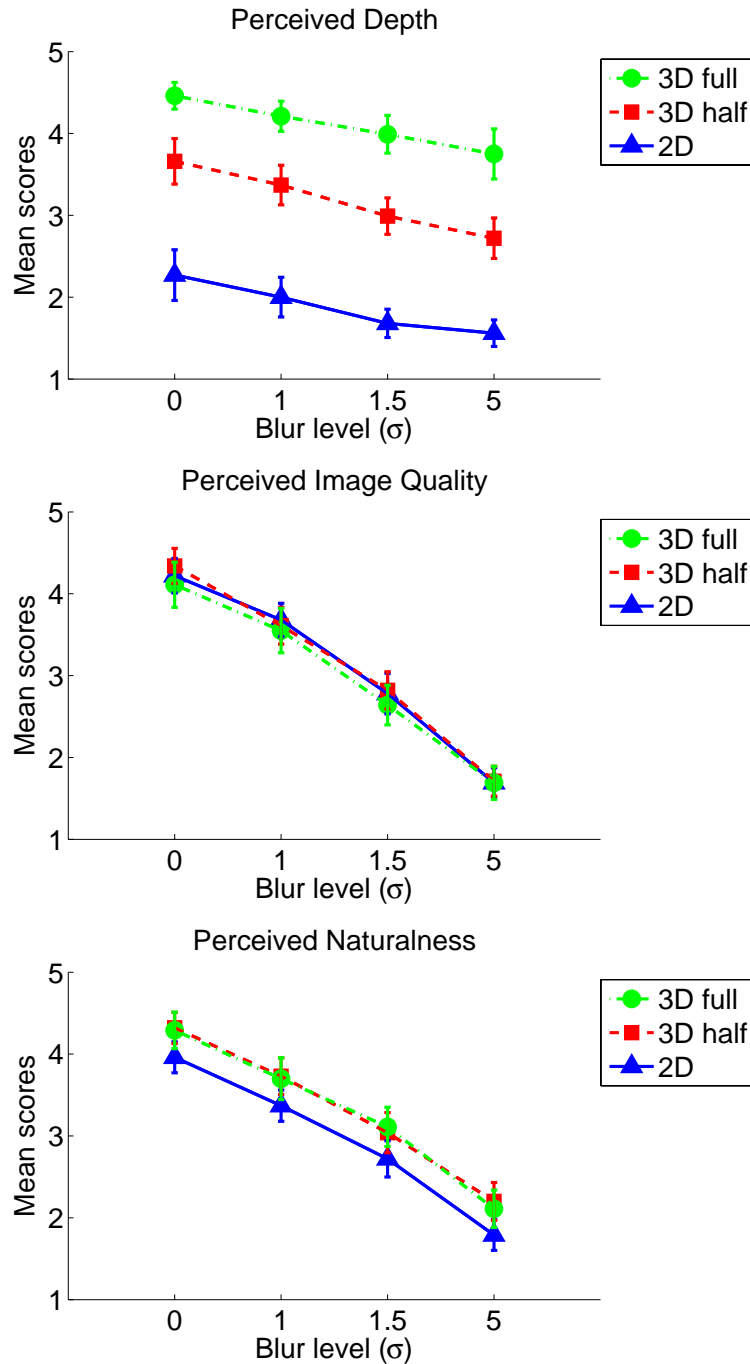 Perceived Depth
5
4
3
2
1
Mean scores
0 1 1.5 5
Blur level (σ)
3D full
3D half
2D
Perceived Image Quality
5
4
3
2
1
Mean scores
0 1 1.5 5
Blur level (σ)
3D full
3D half
2D
Perceived Naturalness
5
4
3
2
1
Mean scores
0 1 1.5 5
Blur level (σ)
3D full
3D half
2D